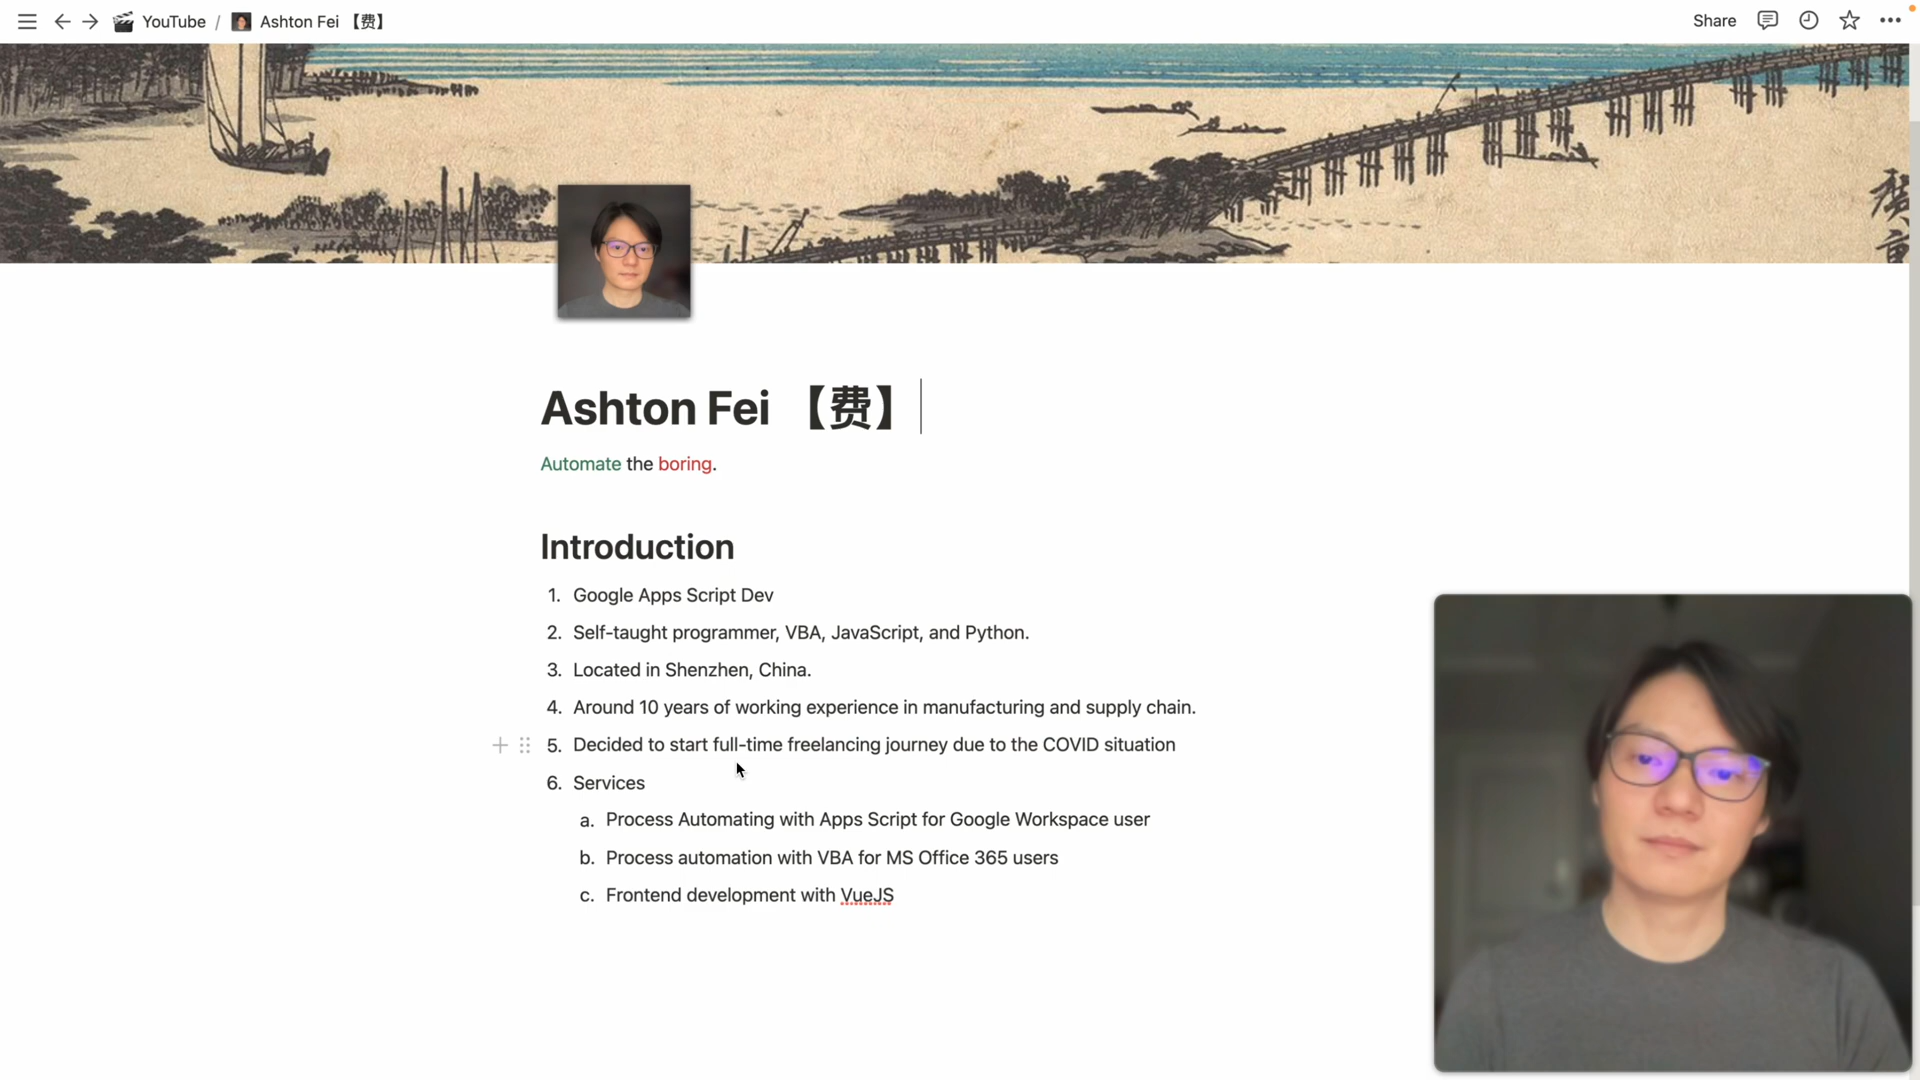 YouTube / Ashton Fei 【费】
Share
Ashton Fei 【费】
Automate the boring.
Introduction
1. Google Apps Script Dev
2. Self-taught programmer, VBA, JavaScript, and Python.
3. Located in Shenzhen, China.
4. Around 10 years of working experience in manufacturing and supply chain.
5. Decided to start full-time freelancing journey due to the COVID situation
6. Services
a. Process Automating with Apps Script for Google Workspace user
b. Process automation with VBA for MS Office 365 users
c. Frontend development with VueJS